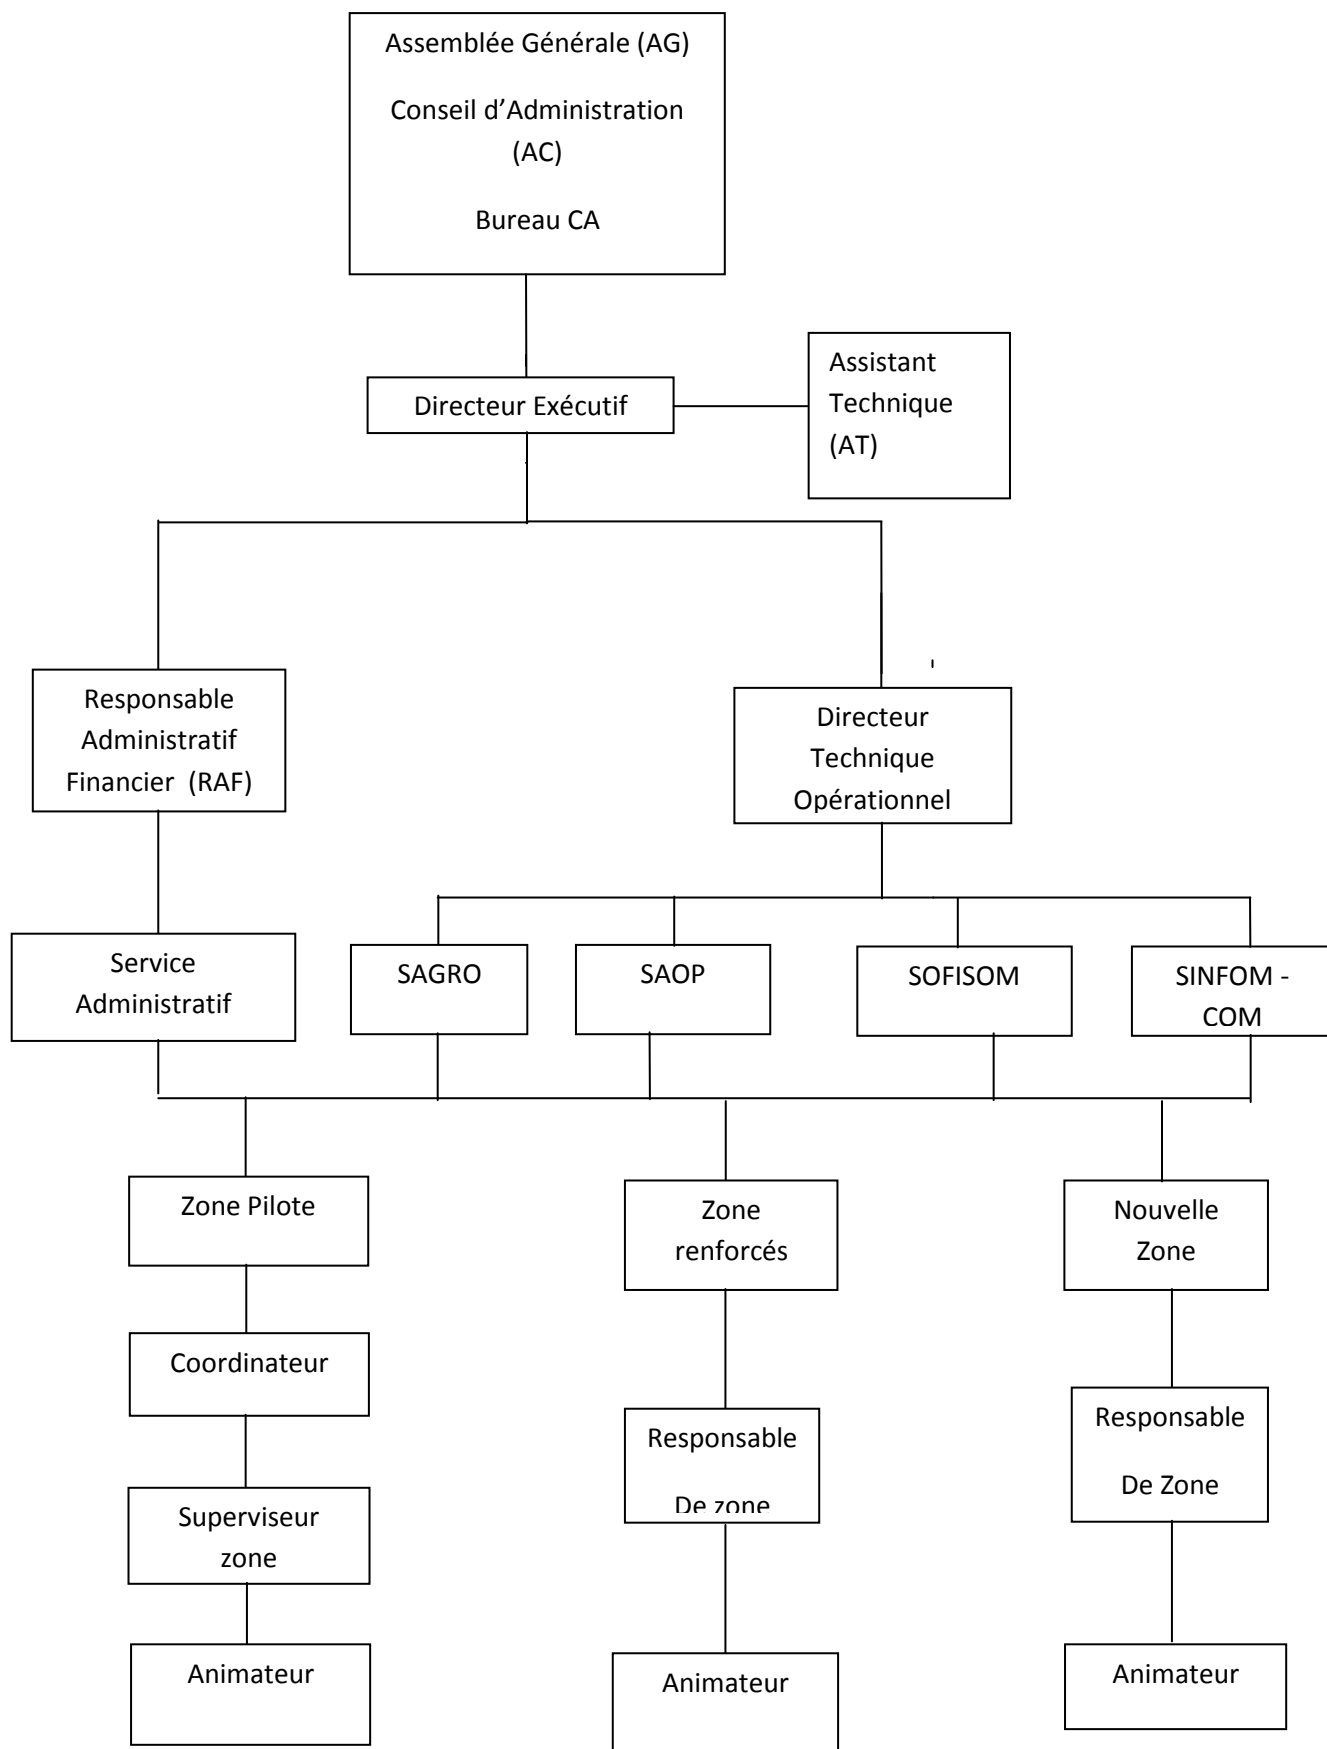 Assemblée Générale (AG)
Conseil d’Administration
(AC)
Bureau CA
Assistant
Technique
(AT)
Directeur Exécutif
Responsable
Administratif
Financier (RAF)
Directeur
Technique
Opérationnel
Service
Administratif
SAGRO
SAOP
SOFISOM
SINFOM -
COM
Zone Pilote
Zone
renforcés
Nouvelle
Zone
Coordinateur
Responsable
De zone
Responsable
De Zone
Superviseur
zone
Animateur
Animateur
Animateur